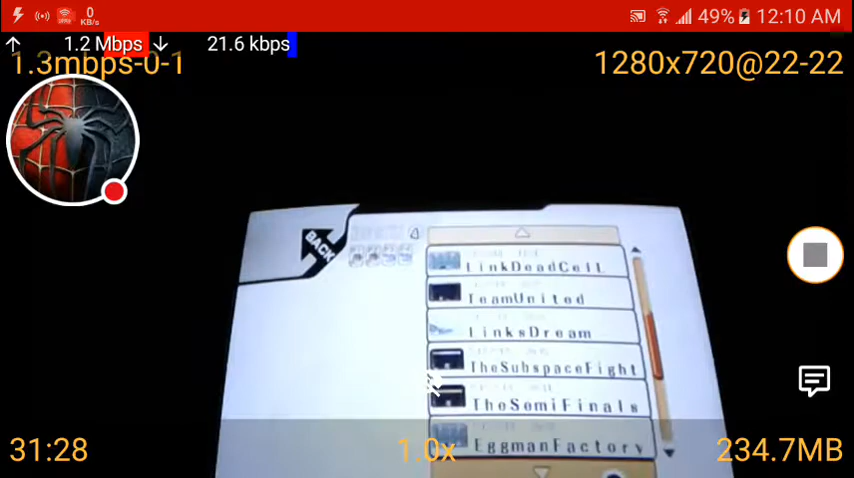 0
KB/s
49%
12:10 AM
1.2 Mbps
21.6 kbps
1.3mbps-0-1
1280x720@22-22
BACK
LinkDeadCell
TeamUnited
LinksDream
TheSubspaceFight
TheSemiFinals
EggmanFactory
31:28
1.0x
234.7MB